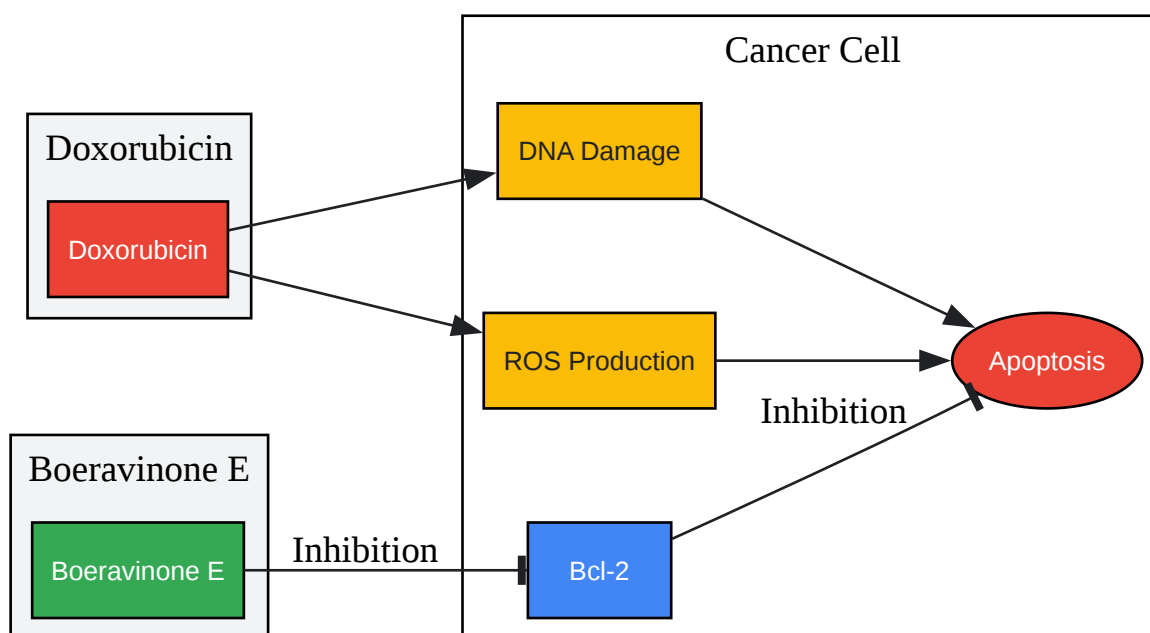 Cancer Cell
Doxorubicin
DNA Damage
Doxorubicin
ROS Production
Apoptosis
Inhibition
Boeravinone E
Inhibition
Boeravinone E
Bcl-2